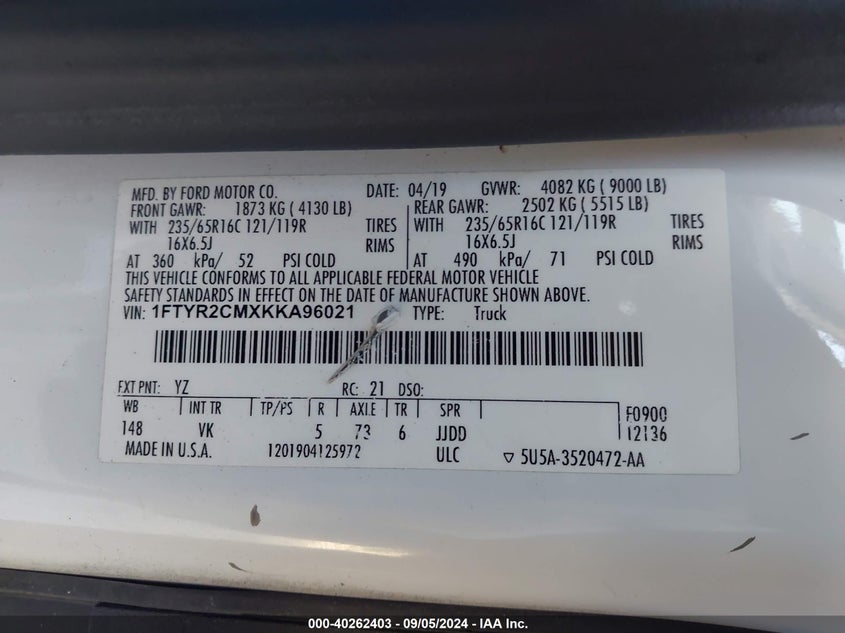 MFD. BY FORD MOTOR CO. DATE: 04/19 GVWR: 4082 KG ( 9000 LB)
FRONT GAWR: 1873 KG ( 4130 LB) REAR GAWR: 2502 KG ( 5515 LB)
WITH 235/65R16C 121/119R TIRES WITH 235/65R16C 121/119R TIRES
16X6.5J RIMS 16X6.5J RIMS
AT 360 kPa/ 52 PSI COLD AT 490 kPa/ 71 PSI COLD
THIS VEHICLE CONFORMS TO ALL APPLICABLE FEDERAL MOTOR VEHICLE
SAFETY STANDARDS IN EFFECT ON THE DATE OF MANUFACTURE SHOWN ABOVE.
VIN: 1FTYR2CMXKKA96021 TYPE: Truck
EXT PNT: YZ RC: 21 DSO:
WB INT TR TP/PS R AXLE TR SPR F0900
148 VK 5 73 6 JJDD 12136
MADE IN U.S.A. 1201904125972 ULC ▽ 5U5A-3520472-AA
000-40262403 - 09/05/2024 - IAA Inc.